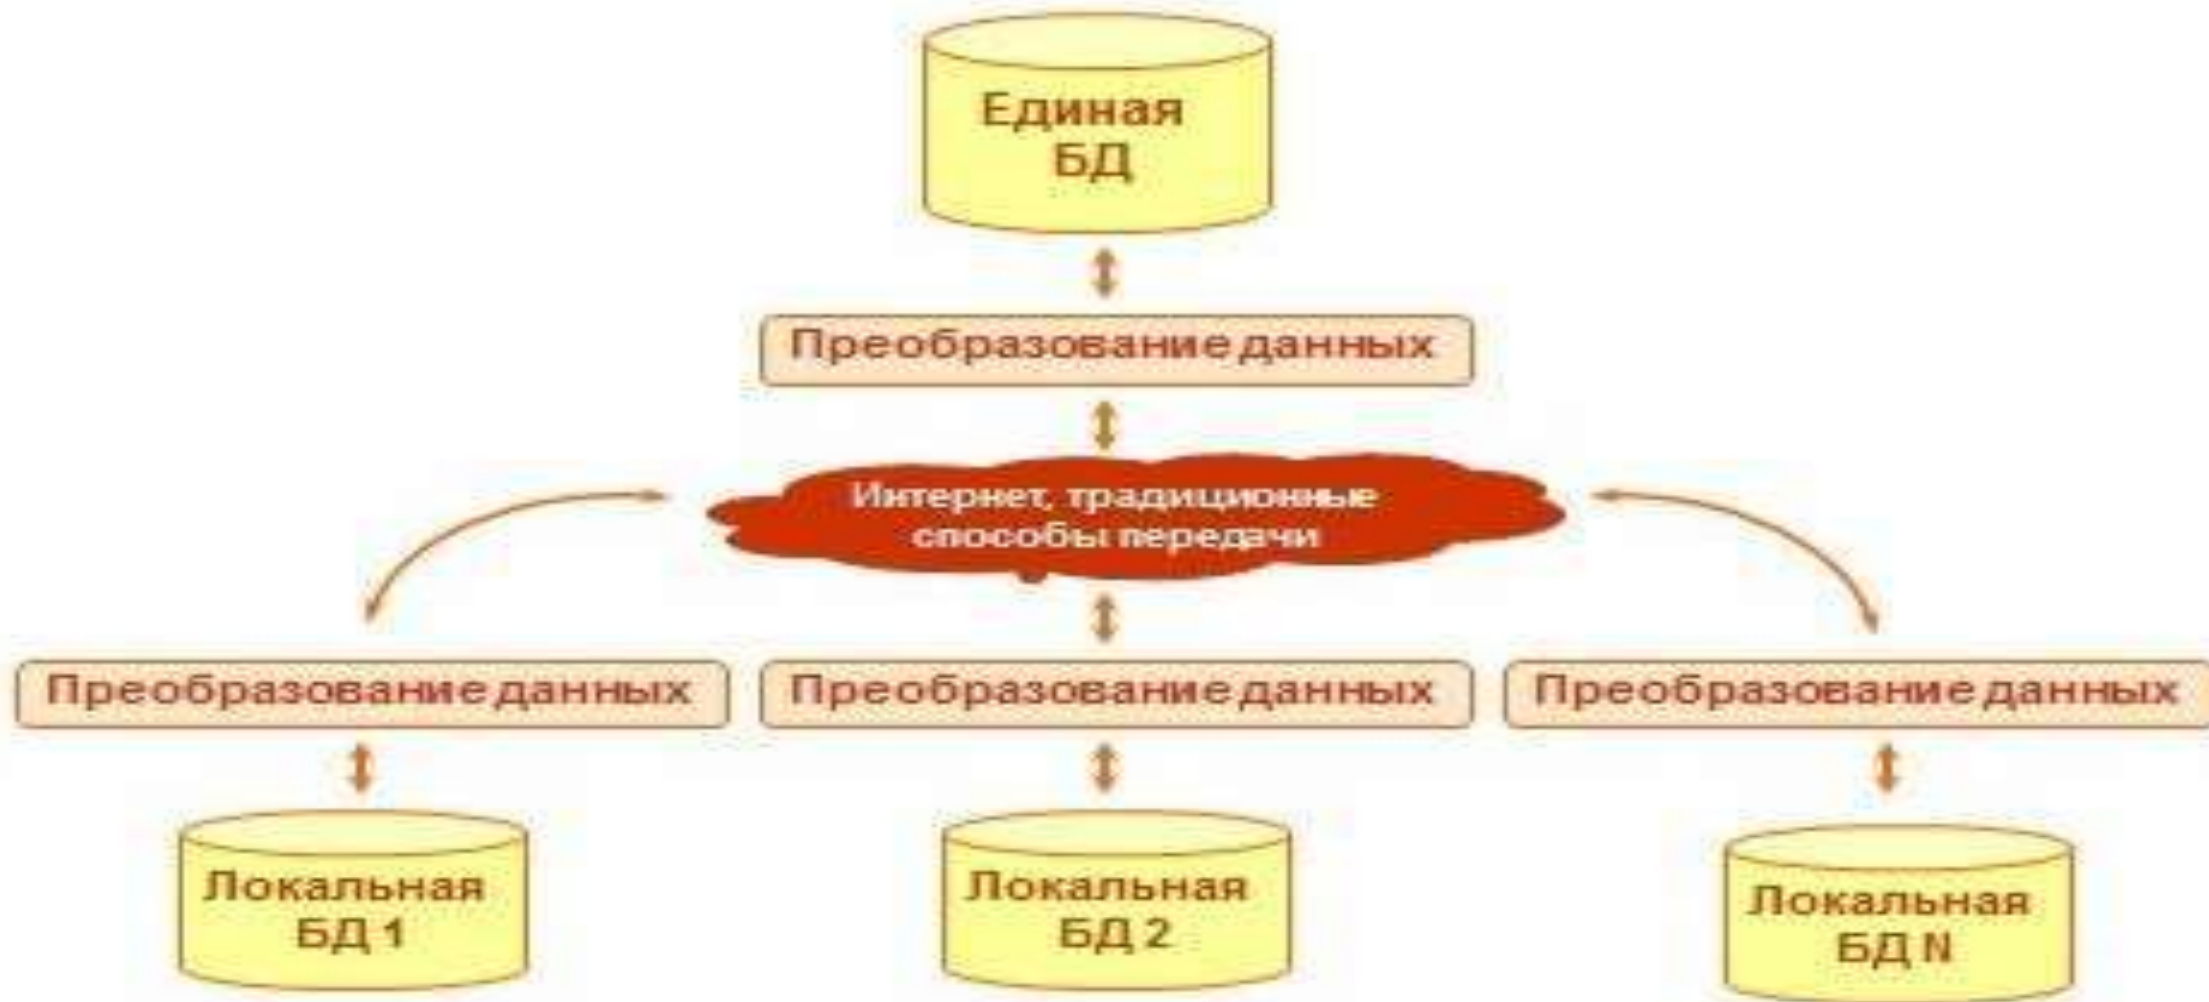 Единая
БД
Преобразование данных
Интернет, традиционные
способы передачи
Преобразование данных
Преобразование данных
Преобразование данных
Локальная
БД 1
Локальная
БД 2
Локальная
БД N